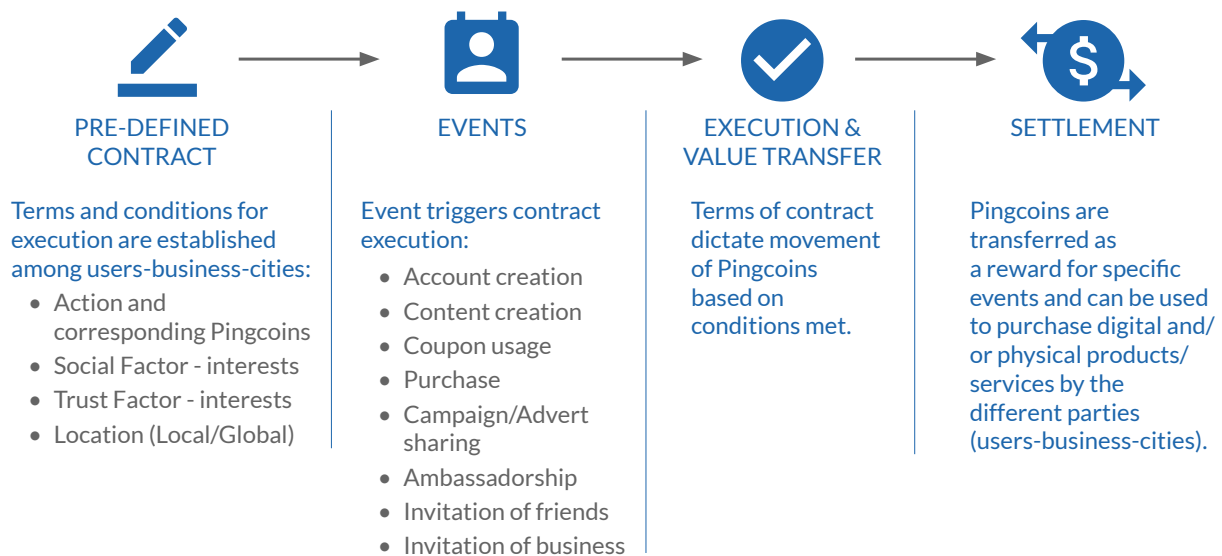 PRE-DEFINED
CONTRACT
Terms and conditions for
execution are established
among users-business-cities:
• Action and
corresponding Pingcoins
• Social Factor - interests
• Trust Factor - interests
• Location (Local/Global)
EVENTS
Event triggers contract
execution:
• Account creation
• Content creation
• Coupon usage
• Purchase
• Campaign/Advert
sharing
• Ambassadorship
• Invitation of friends
• Invitation of business
EXECUTION &
VALUE TRANSFER
Terms of contract
dictate movement
of Pingcoins
based on
conditions met.
$
SETTLEMENT
Pingcoins are
transferred as
a reward for specific
events and can be used
to purchase digital and/
or physical products/
services by the
different parties
(users-business-cities).